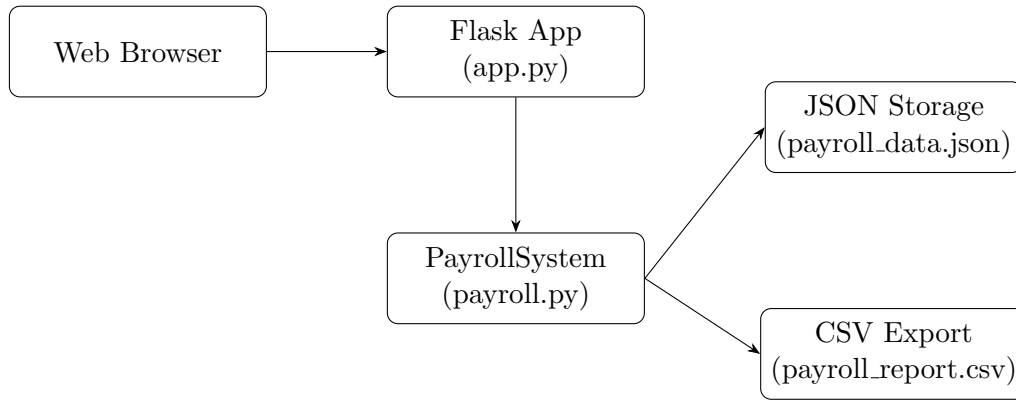 Web Browser
Flask App
(app.py)
JSON Storage
(payroll_data.json)
PayrollSystem
(payroll.py)
CSV Export
(payroll_report.csv)